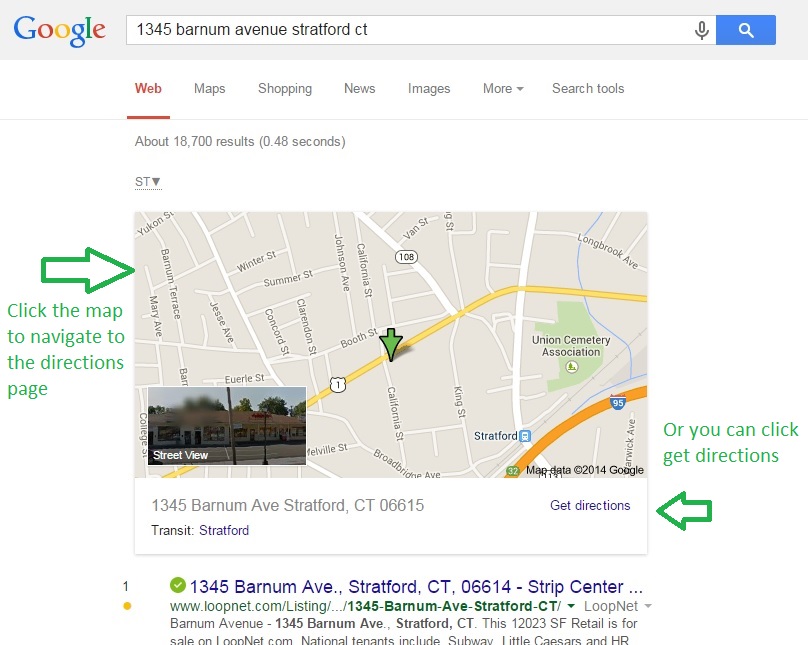 Google
1345 barnum avenue stratford ct
Web Maps Shopping News Images More Search tools
About 18,700 results (0.48 seconds)
ST▼
Yukon St
Van St
108
Longbrook Ave
Barnum Terrace
Winter St
Johnson Ave
California St
Summer St
Mary Ave
Jesse Ave
Concord St
Clarendon St
Booth St
Union Cemetery
Association
Euerle St
1
California St
King St
95
College St
Street View
Stratford
Broadbridge Ave
32
Map data ©2014 Google
Click the map
to navigate to
the directions
page
Or you can click
get directions
1345 Barnum Ave Stratford, CT 06615
Get directions
Transit: Stratford
1
1345 Barnum Ave., Stratford, CT, 06614 - Strip Center ...
www.loopnet.com/Listing/.../1345-Barnum-Ave-Stratford-CT/ LoopNet
Barnum Avenue - 1345 Barnum Ave., Stratford, CT. This 12023 SF Retail is for
sale on LoopNet.com. National tenants include, Subway, Little Caesars and HR